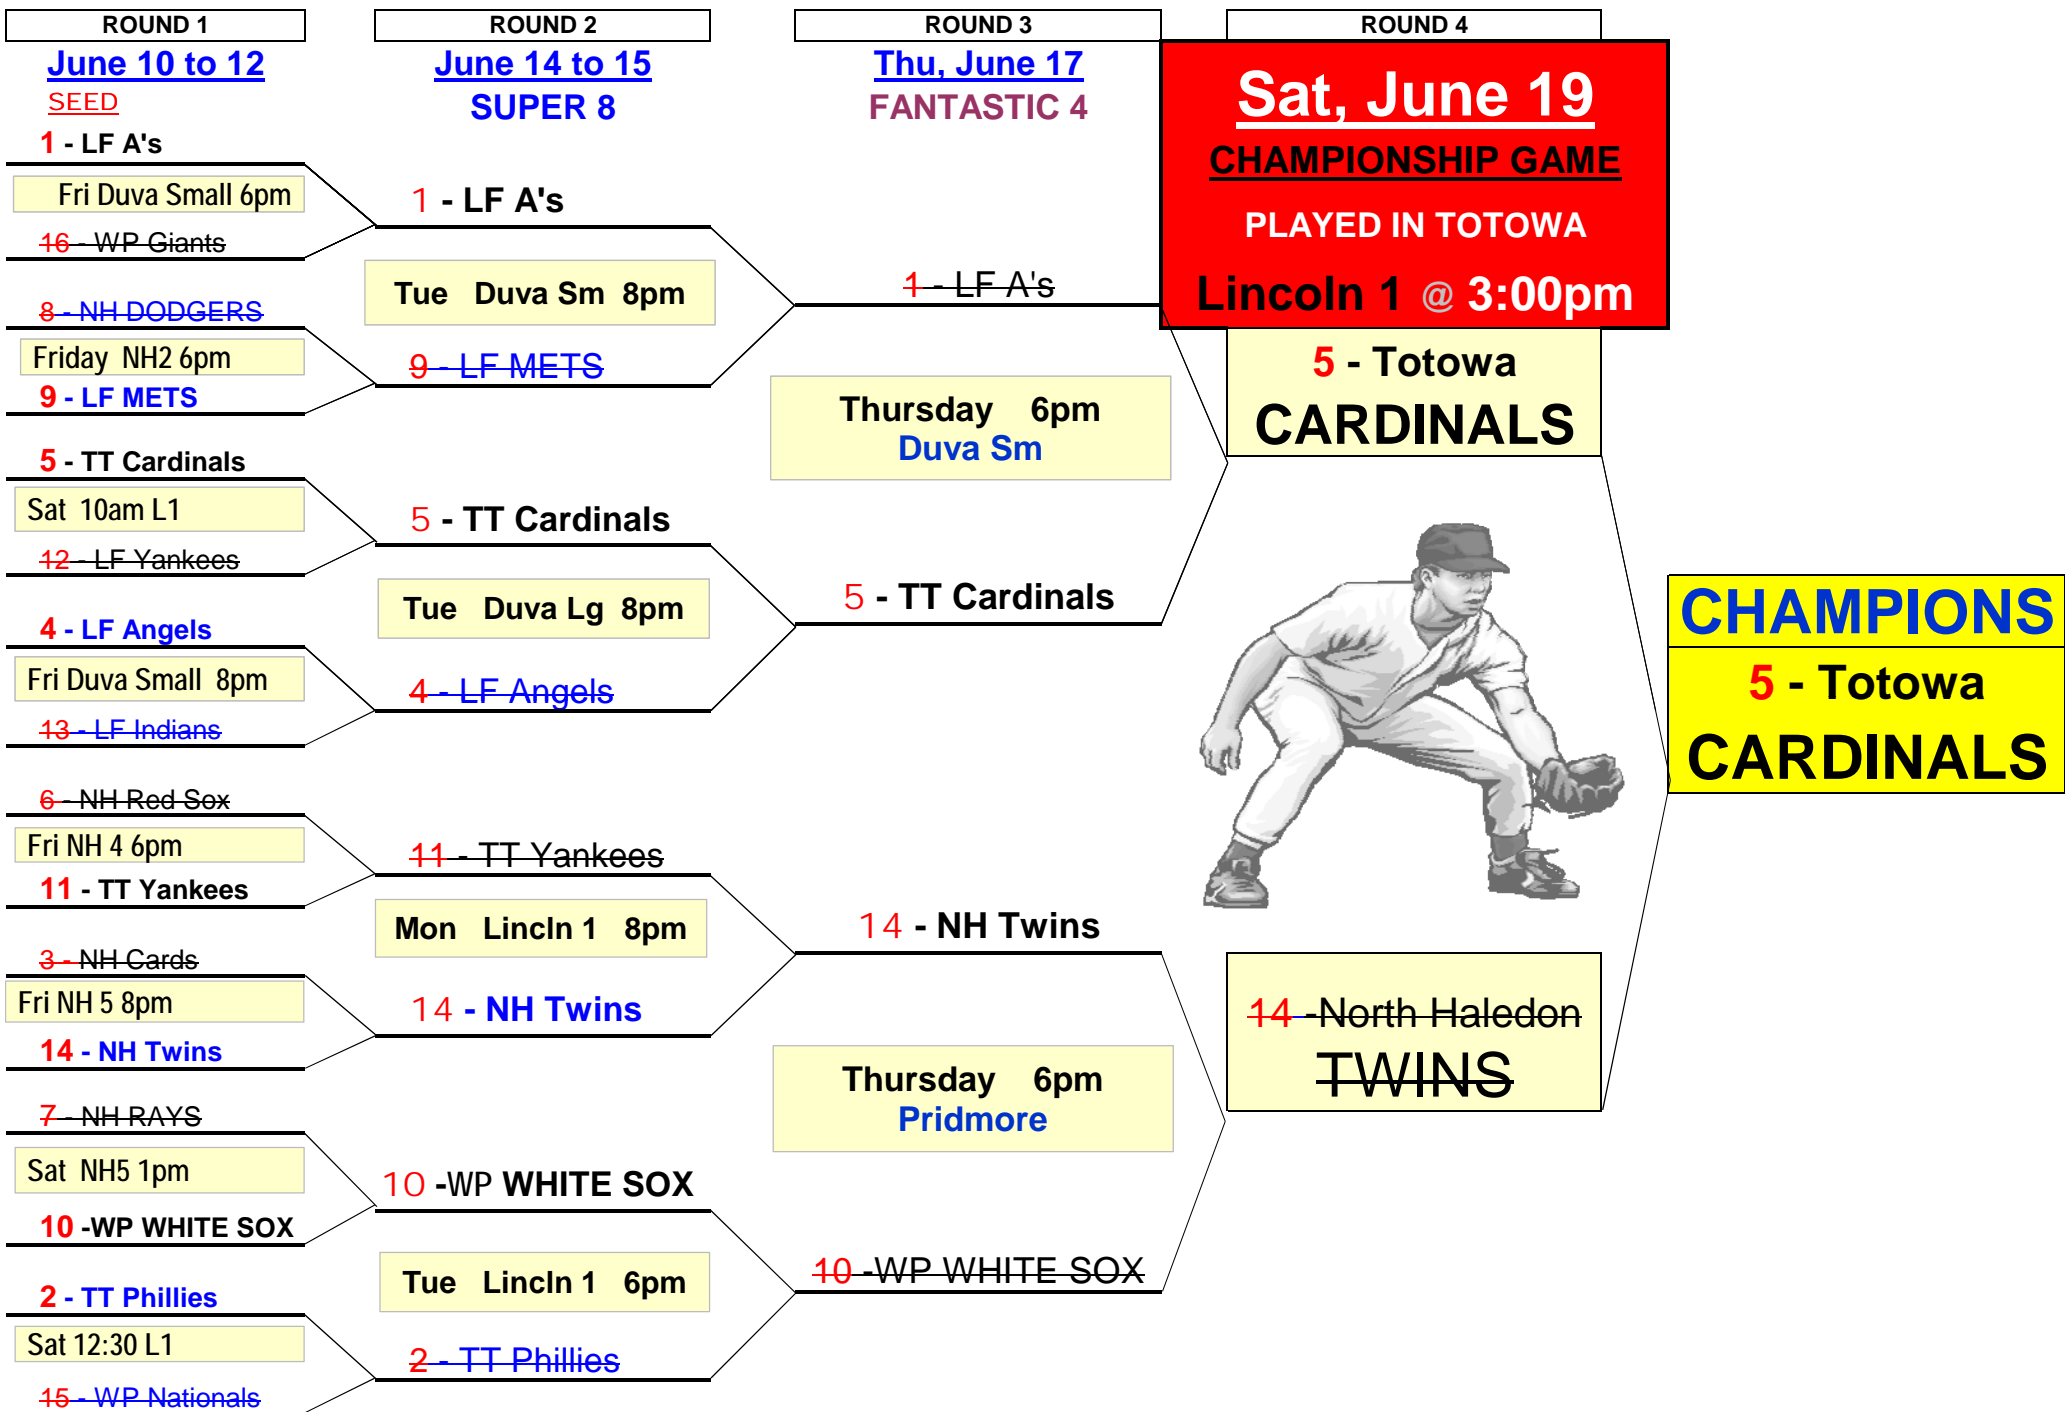 ROUND 1
June 10 to 12
SEED
1 - LF A's
Fri Duva Small 6pm
16 - WP Giants
8 - NH DODGERS
Friday NH2 6pm
9 - LF METS
5 - TT Cardinals
Sat 10am L1
12 - LF Yankees
4 - LF Angels
Fri Duva Small 8pm
13 - LF Indians
6 - NH Red Sox
Fri NH 4 6pm
11 - TT Yankees
3 - NH Cards
Fri NH 5 8pm
14 - NH Twins
7 - NH RAYS
Sat NH5 1pm
10 -WP WHITE SOX
2 - TT Phillies
Sat 12:30 L1
15 - WP Nationals
ROUND 2
June 14 to 15
SUPER 8
1 - LF A's
Tue Duva Sm 8pm
9 - LF METS
5 - TT Cardinals
Tue Duva Lg 8pm
4 - LF Angels
11 - TT Yankees
Mon Lincln 1 8pm
14 - NH Twins
10 -WP WHITE SOX
Tue Lincln 1 6pm
2 - TT Phillies
ROUND 3
Thu, June 17
FANTASTIC 4
1 - LF A's
Thursday 6pm
Duva Sm
5 - TT Cardinals
14 - NH Twins
Thursday 6pm
Pridmore
10 -WP WHITE SOX
ROUND 4
Sat, June 19
CHAMPIONSHIP GAME
PLAYED IN TOTOWA
Lincoln 1 @ 3:00pm
5 - Totowa
CARDINALS
14 -North Haledon
TWINS
CHAMPIONS
5 - Totowa
CARDINALS